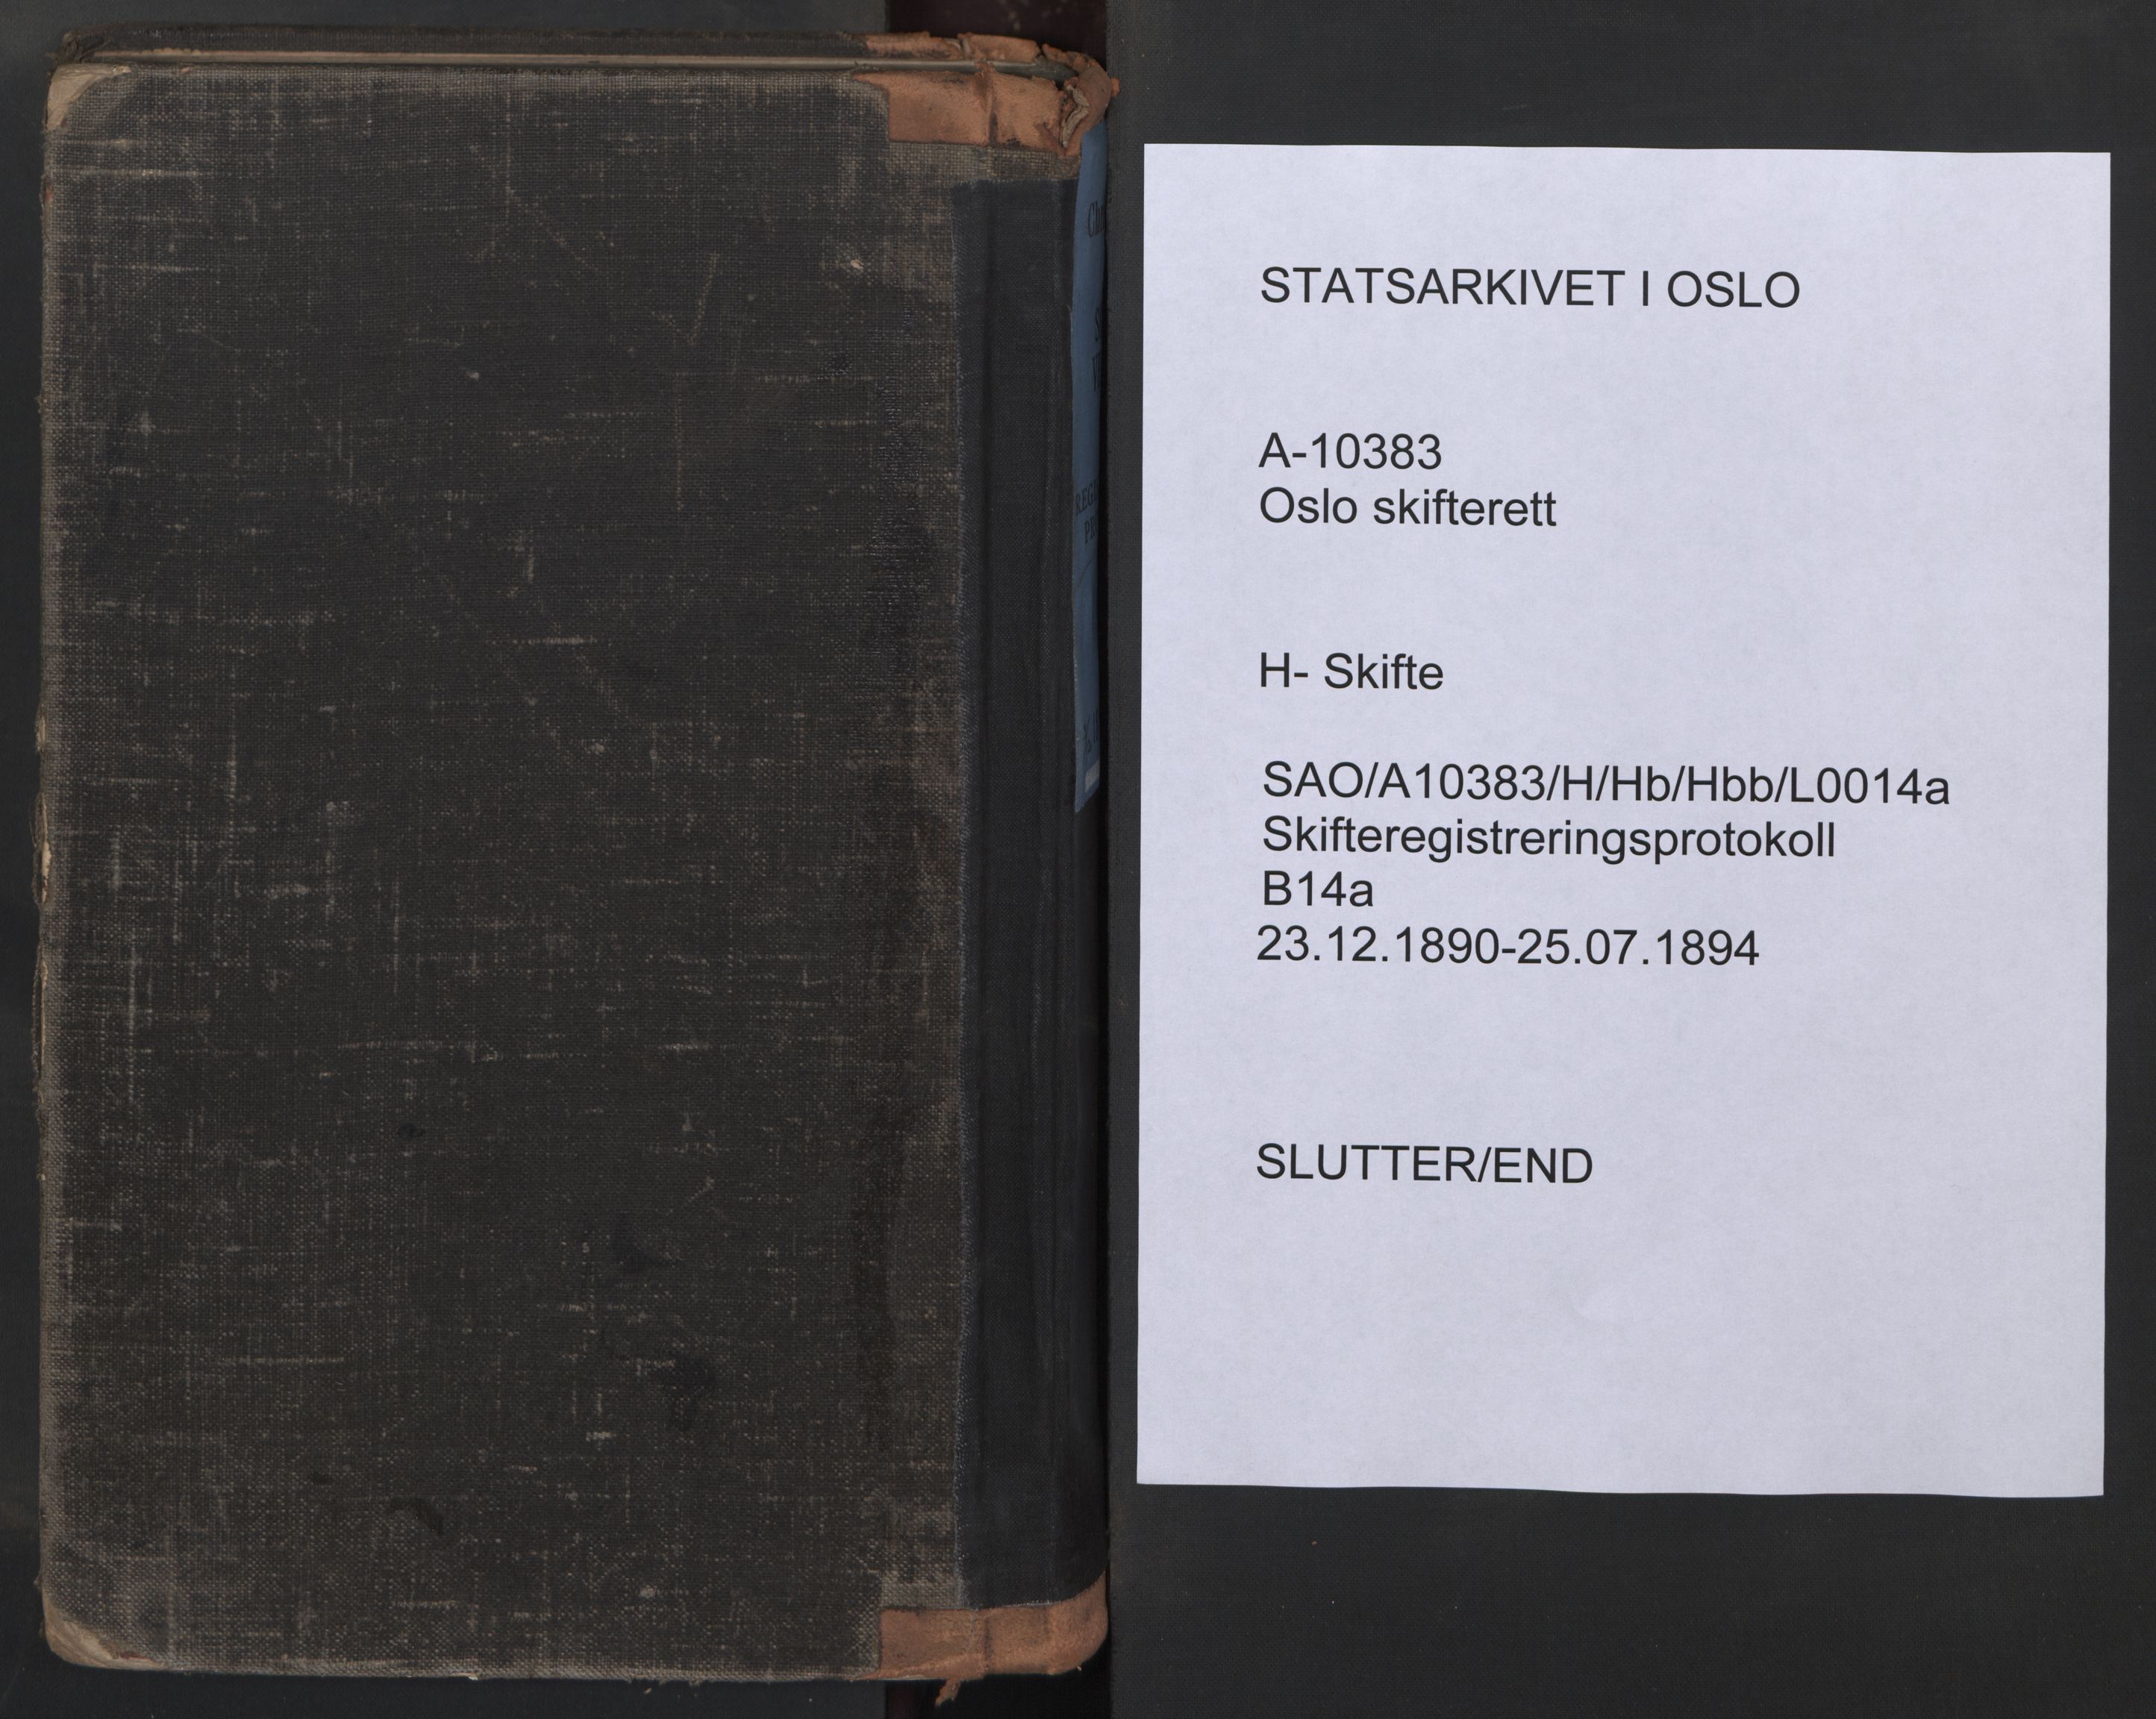 STATSARKIVET I OSLO
A-10383
Oslo skifterett
H- Skifte
SAO/A10383/H/Hb/Hbb/L0014a
Skifteregistreringsprotokoll
B14a
23.12.1890-25.07.1894
SLUTTER/END